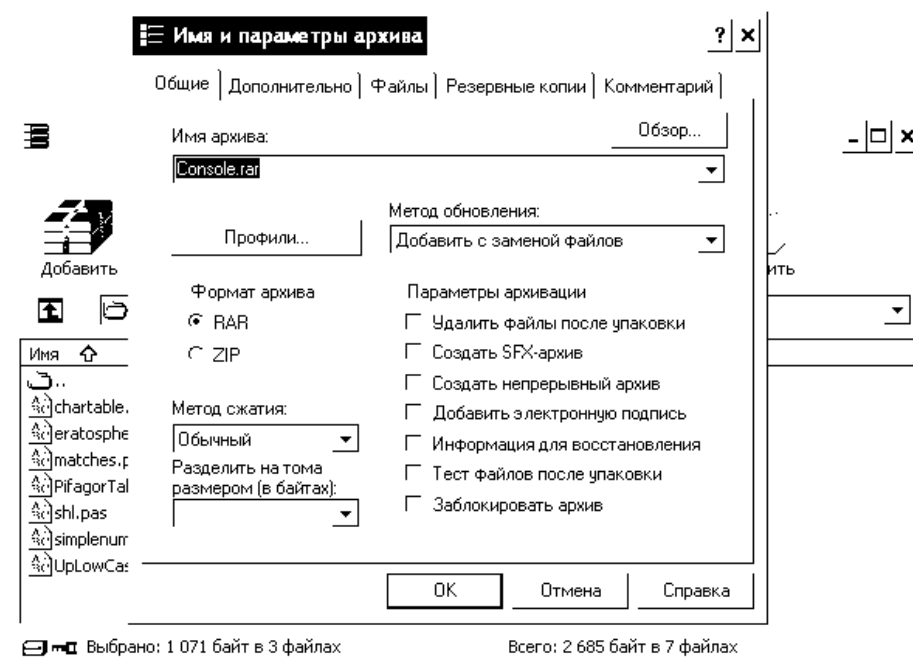 Имя и параметры архива
? ×
Общие Дополнительно Файлы Резервные копии Комментарий
Имя архива:
Обзор...
Console.rar
Метод обновления:
Профили...
Добавить с заменой файлов
Добавить
ить
Формат архива
RAR
ZIP
Параметры архивации
Удалить файлы после упаковки
Создать SFX-архив
Создать непрерывный архив
Добавить электронную подпись
Информация для восстановления
Тест файлов после упаковки
Заблокировать архив
Метод сжатия:
Обычный
Разделить на тома
размером (в байтах):
Имя
..
chartable.
eratosphe
matches.p
PifagorTal
shl.pas
simplenum
UpLowCas
OK Отмена Справка
Выбрано: 1 071 байт в 3 файлах
Всего: 2 685 байт в 7 файлах